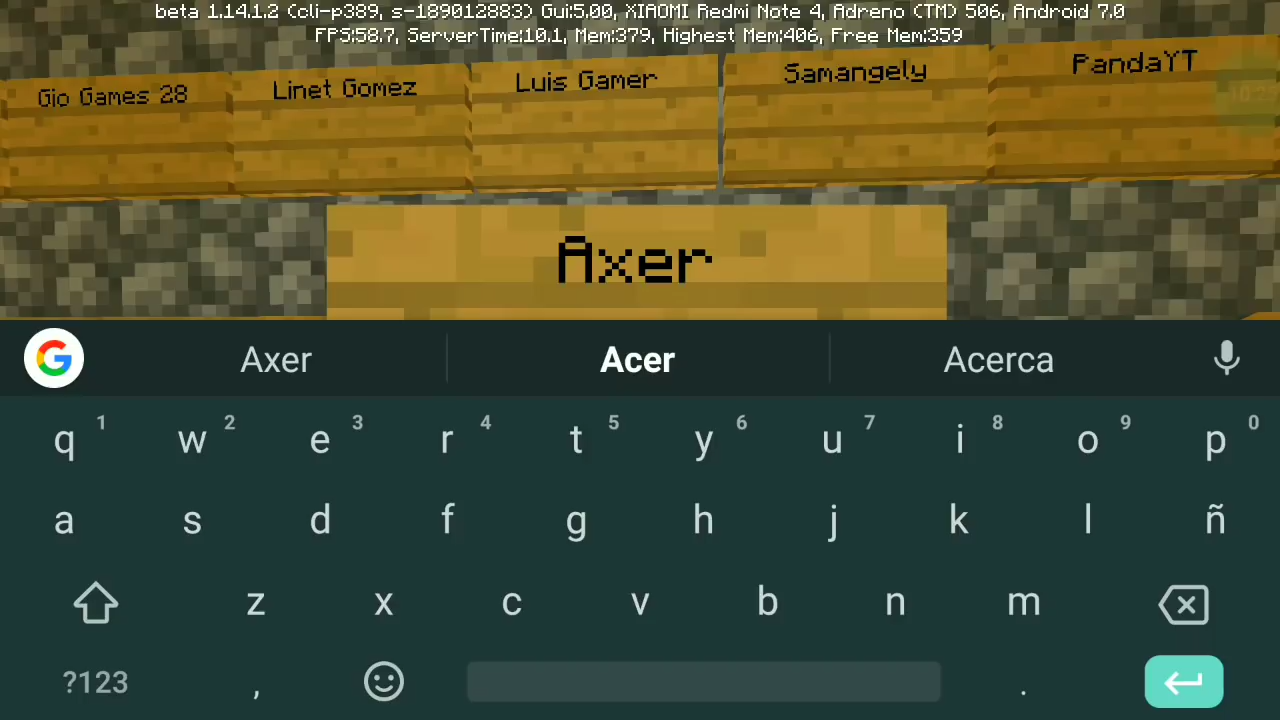 beta 1.14.1.2 (cli-p389, s-189012883) Gui:5.00, XIAOMI Redmi Note 4, Adreno (TM) 506, Android 7.0
FPS:58.7, ServerTime:10.1, Mem:379, Highest Mem:406, Free Mem:359
Gio Games 28 Linet Gomez Luis Gamer Samangely PandaYT
Axer
G Axer Acer Acerca
q 1 w 2 e 3 r 4 t 5 y 6 u 7 i 8 o 9 p 0
a s d f g h j k l ñ
z x c v b n m
?123 , .